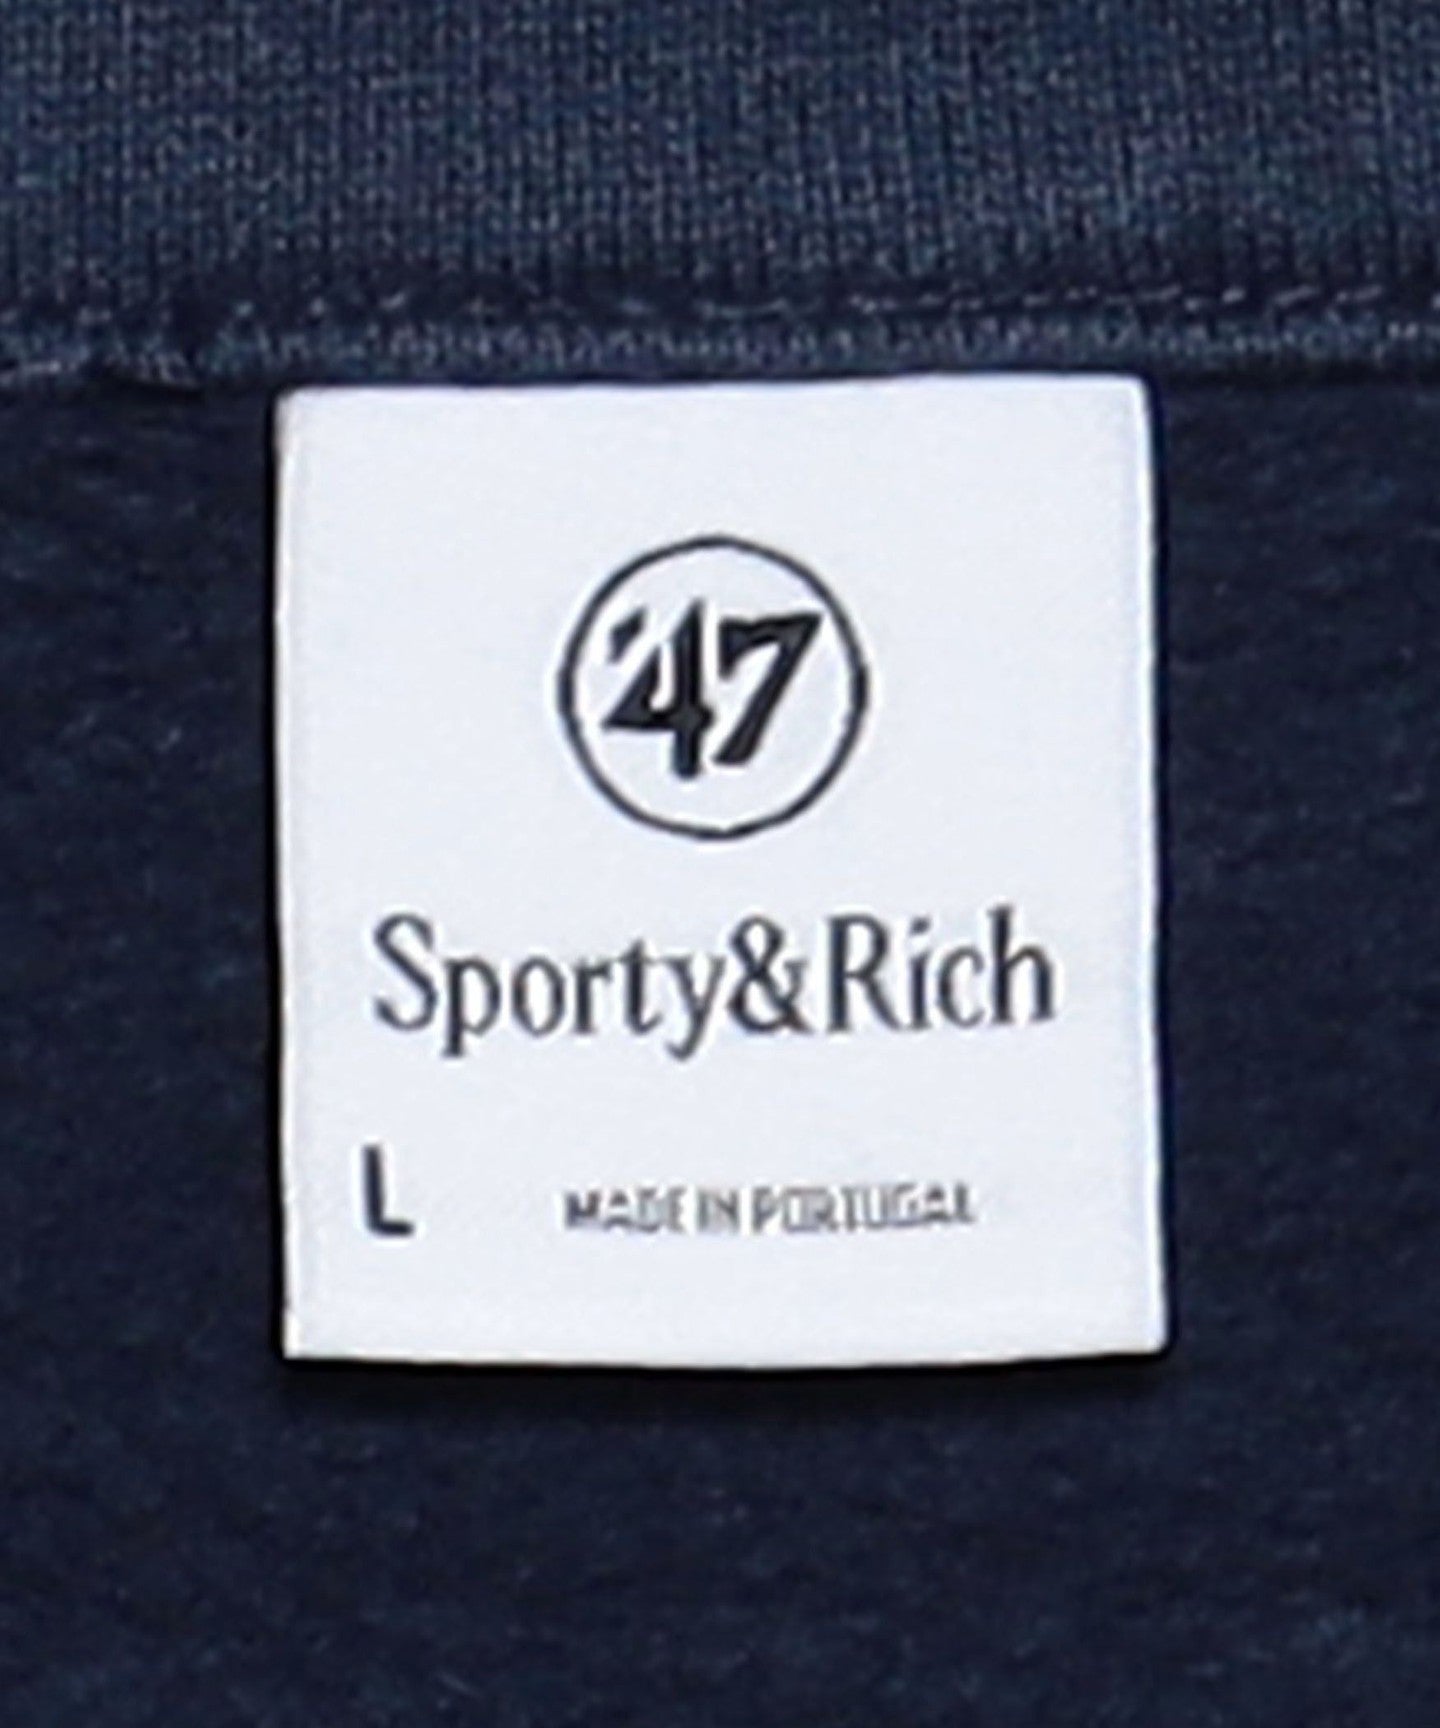 '47
Sporty&Rich
L MADE IN PORTUGAL